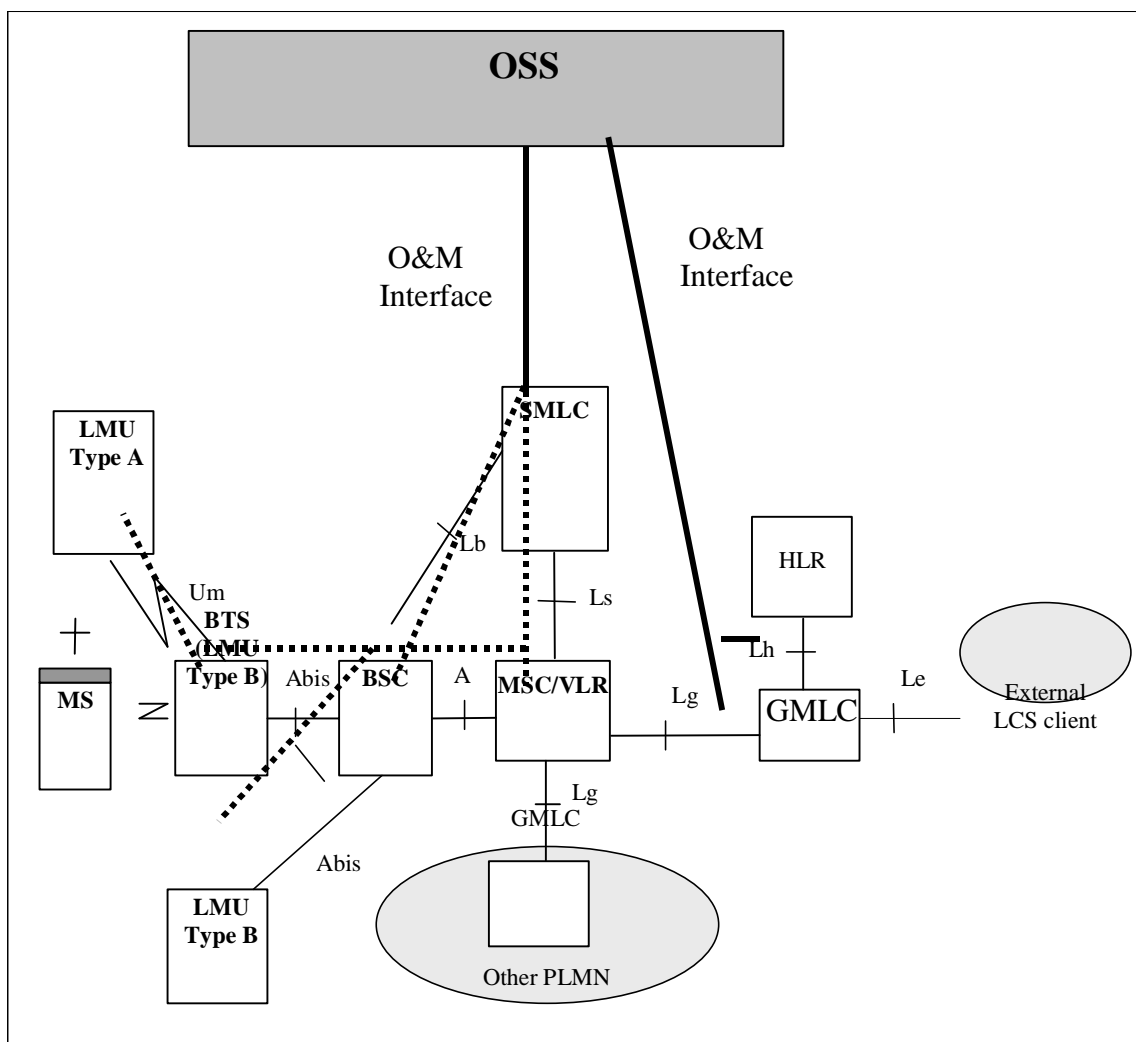 OSS
O&M
Interface
O&M
Interface
SMLC
LMU
Type A
Lb
HLR
Um
Ls
BTS
(LMU
Type B)
Lh
MS
Abis
BSC
A
MSC/VLR
Lg
GMLC
Le
External
LCS client
Lg
GMLC
Abis
LMU
Type B
Other PLMN